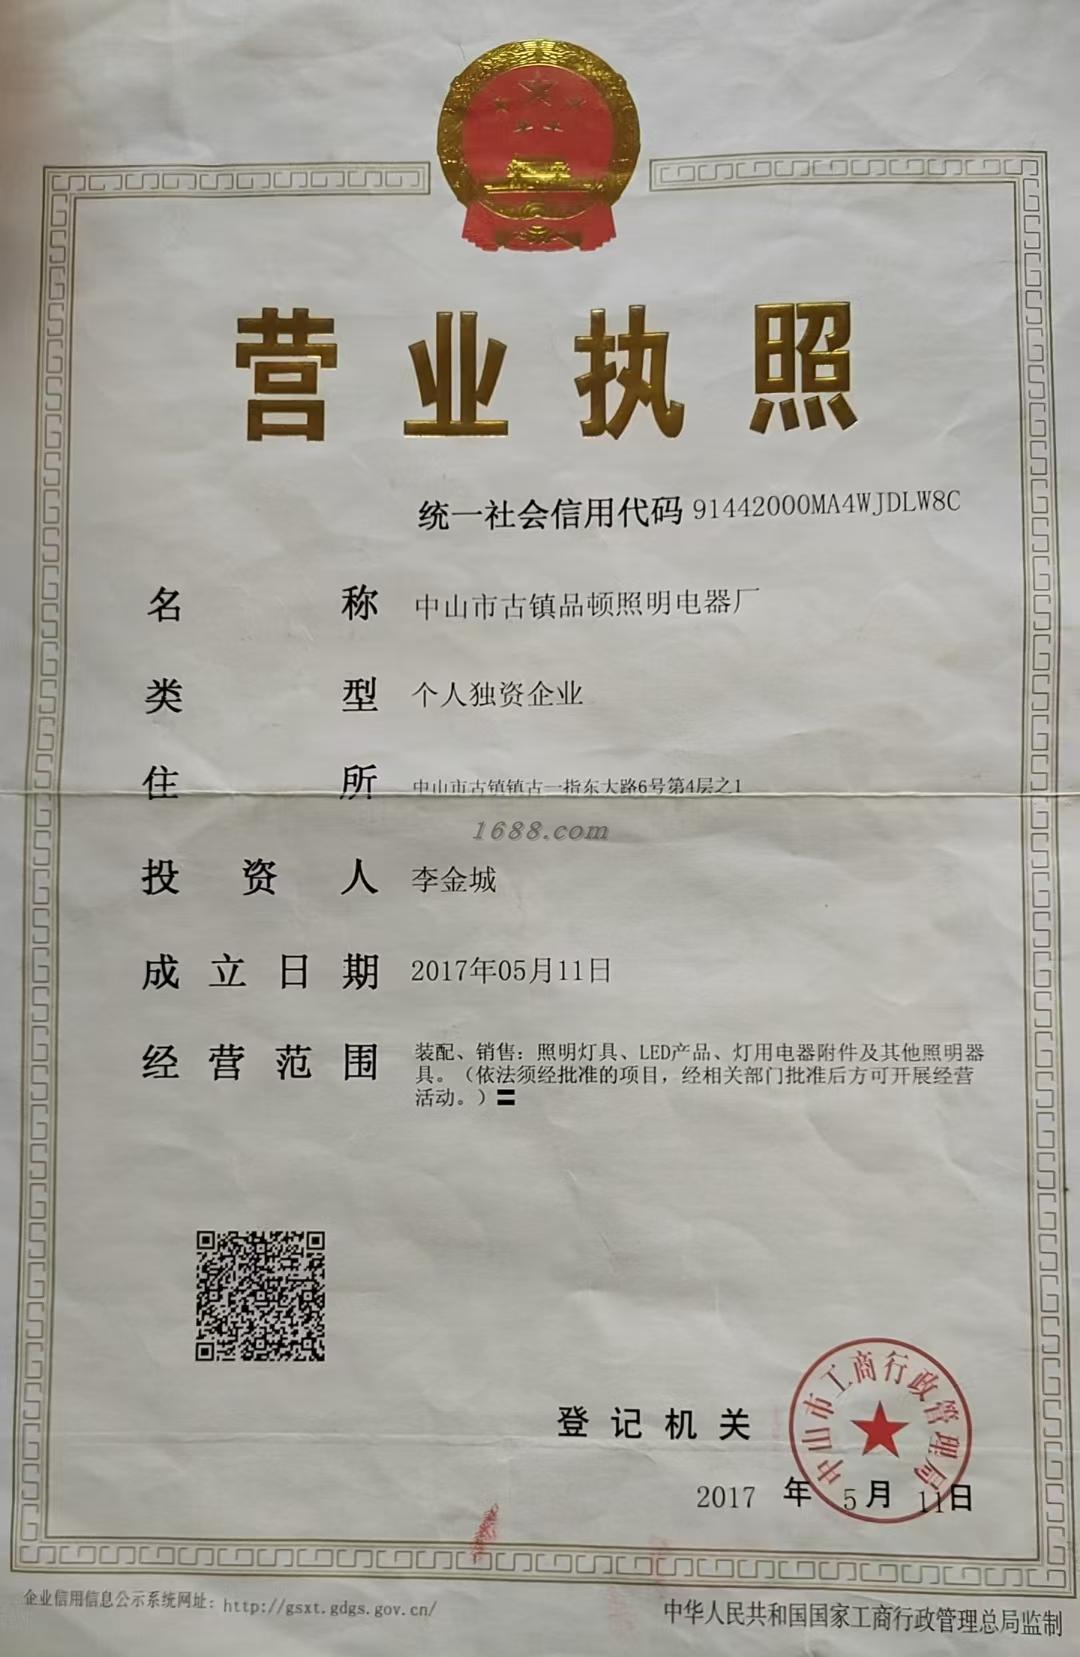 营业执照
统一社会信用代码 91442000MA4WJDLW8C
名称 中山市古镇品顿照明电器厂
类型 个人独资企业
住所 中山市古镇镇古一指东大路6号第4层之1
1688.com
投资人 李金城
成立日期 2017年05月11日
经营范围 装配、销售：照明灯具、LED产品、灯用电器附件及其他照明器
具。（依法须经批准的项目，经相关部门批准后方可开展经营
活动。）〓
中山市工商行政管理局
登记机关
2017 年 5 月 11 日
企业信用信息公示系统网址：http://gsxt.gdgs.gov.cn/
中华人民共和国国家工商行政管理总局监制